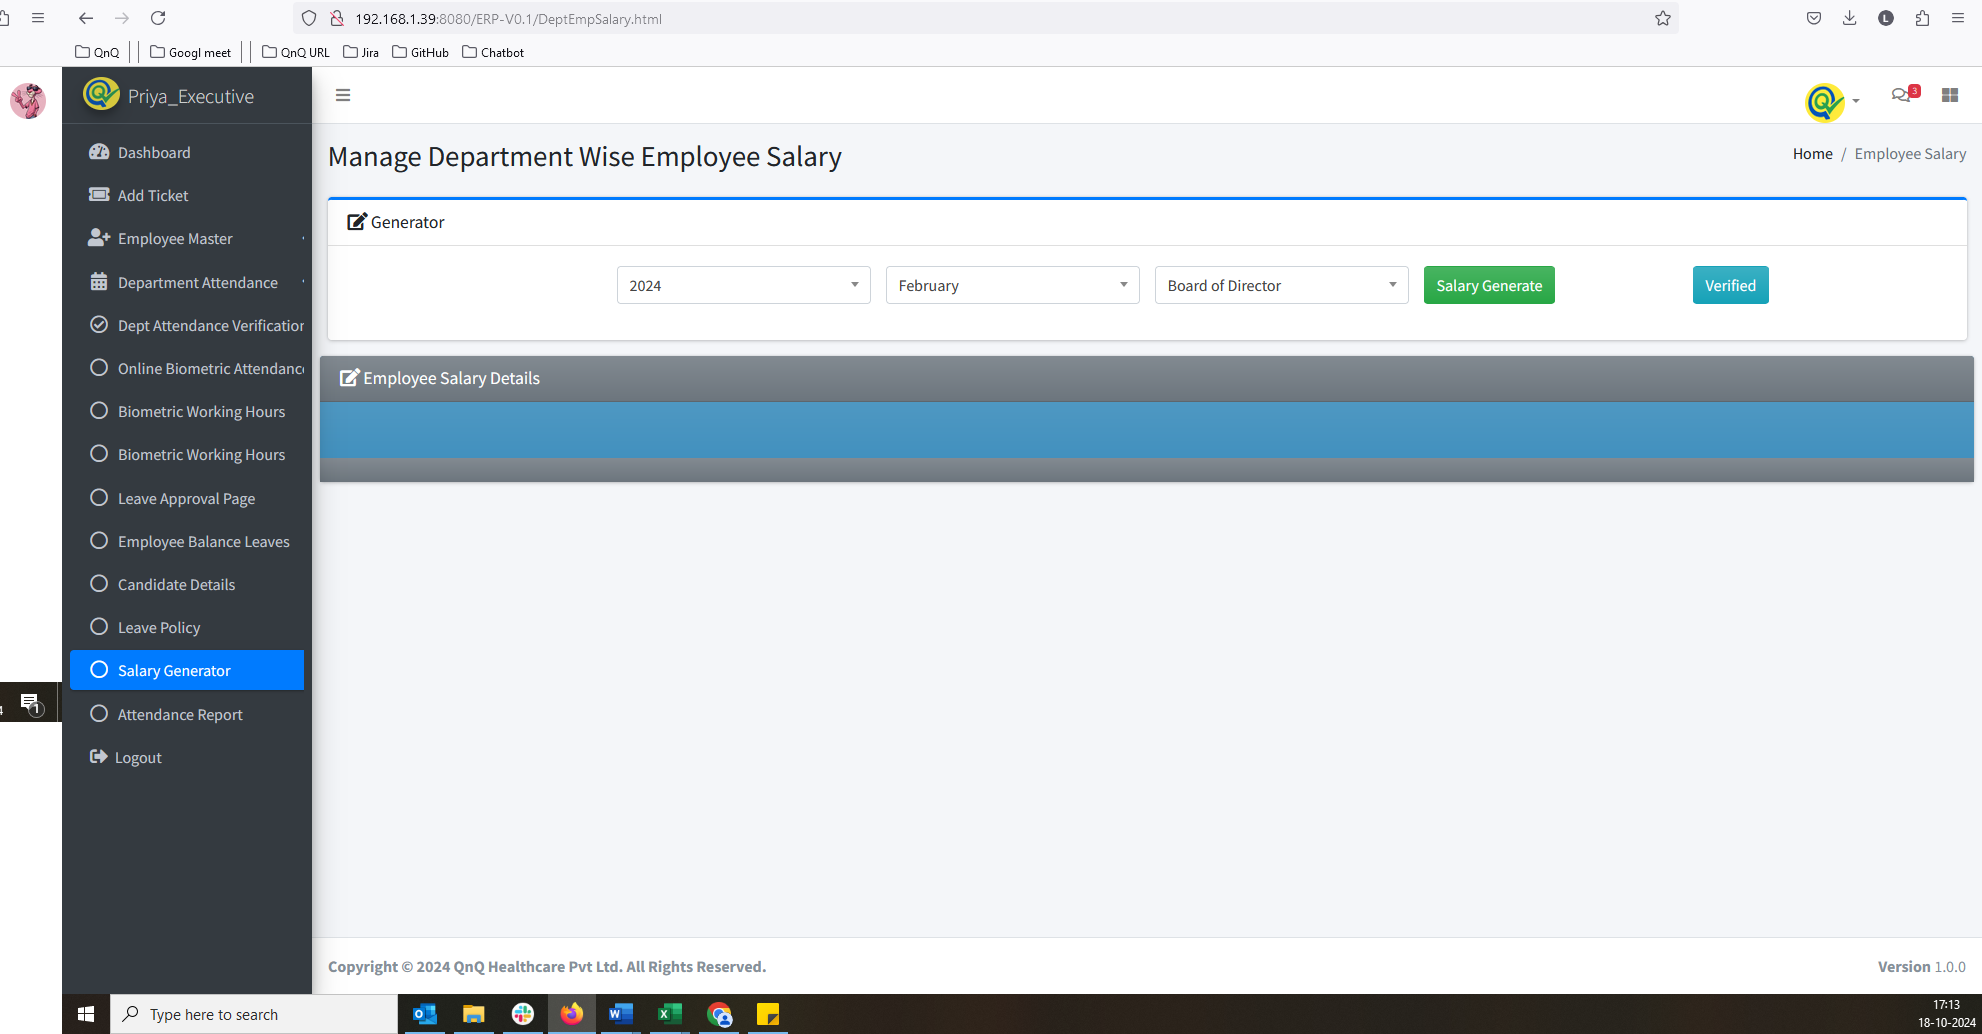 192.168.1.39:8080/ERP-V0.1/DeptEmpSalary.html
L
QnQ
Googl meet
QnQ URL
Jira
GitHub
Chatbot
Priya_Executive
3
Dashboard
Add Ticket
Employee Master
Department Attendance
Dept Attendance Verification
Online Biometric Attendanc
Biometric Working Hours
Biometric Working Hours
Leave Approval Page
Employee Balance Leaves
Candidate Details
Leave Policy
Salary Generator
Attendance Report
Logout
4
1
Manage Department Wise Employee Salary
Home / Employee Salary
Generator
2024
February
Board of Director
Salary Generate
Verified
Employee Salary Details
Copyright © 2024 QnQ Healthcare Pvt Ltd. All Rights Reserved.
Version 1.0.0
Type here to search
17:13
18-10-2024